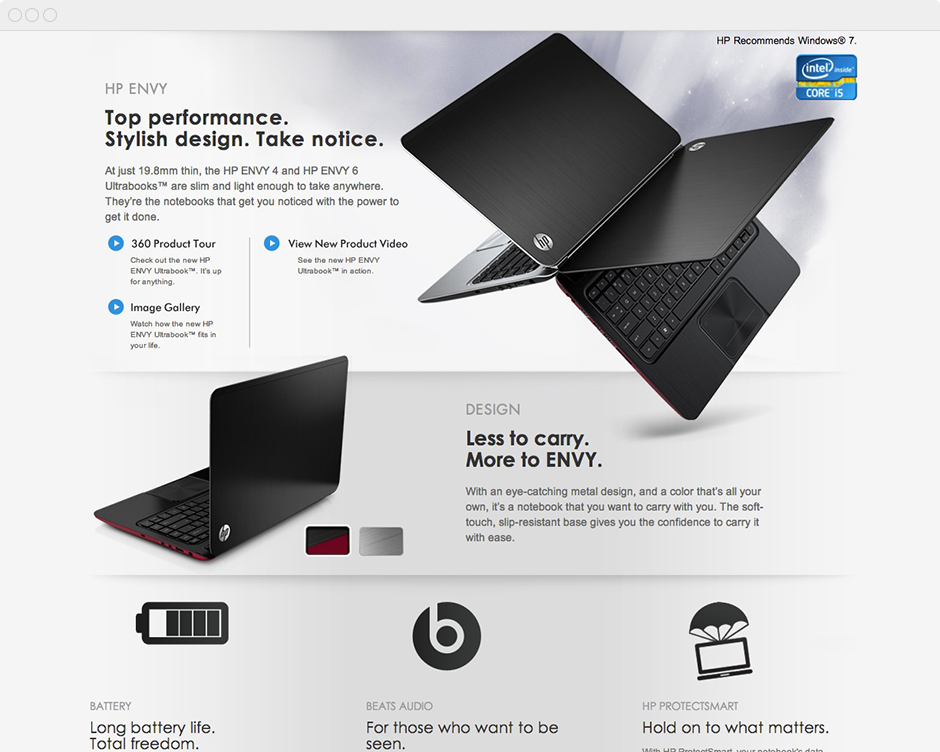 HP Recommends Windows® 7.
intel inside™
CORE i5
HP ENVY
Top performance.
Stylish design. Take notice.
At just 19.8mm thin, the HP ENVY 4 and HP ENVY 6
Ultrabooks™ are slim and light enough to take anywhere.
They're the notebooks that get you noticed with the power to
get it done.
360 Product Tour
Check out the new HP
ENVY Ultrabook™. It's up
for anything.
View New Product Video
See the new HP ENVY
Ultrabook™ in action.
Image Gallery
Watch how the new HP
ENVY Ultrabook™ fits in
your life.
hp
hp
hp
DESIGN
Less to carry.
More to ENVY.
With an eye-catching metal design, and a color that's all your
own, it's a notebook that you want to carry with you. The soft-
touch, slip-resistant base gives you the confidence to carry it
with ease.
b
BATTERY
Long battery life.
Total freedom.
BEATS AUDIO
For those who want to be
seen.
HP PROTECTSMART
Hold on to what matters.
With HP ProtectSmart, your notebook's data